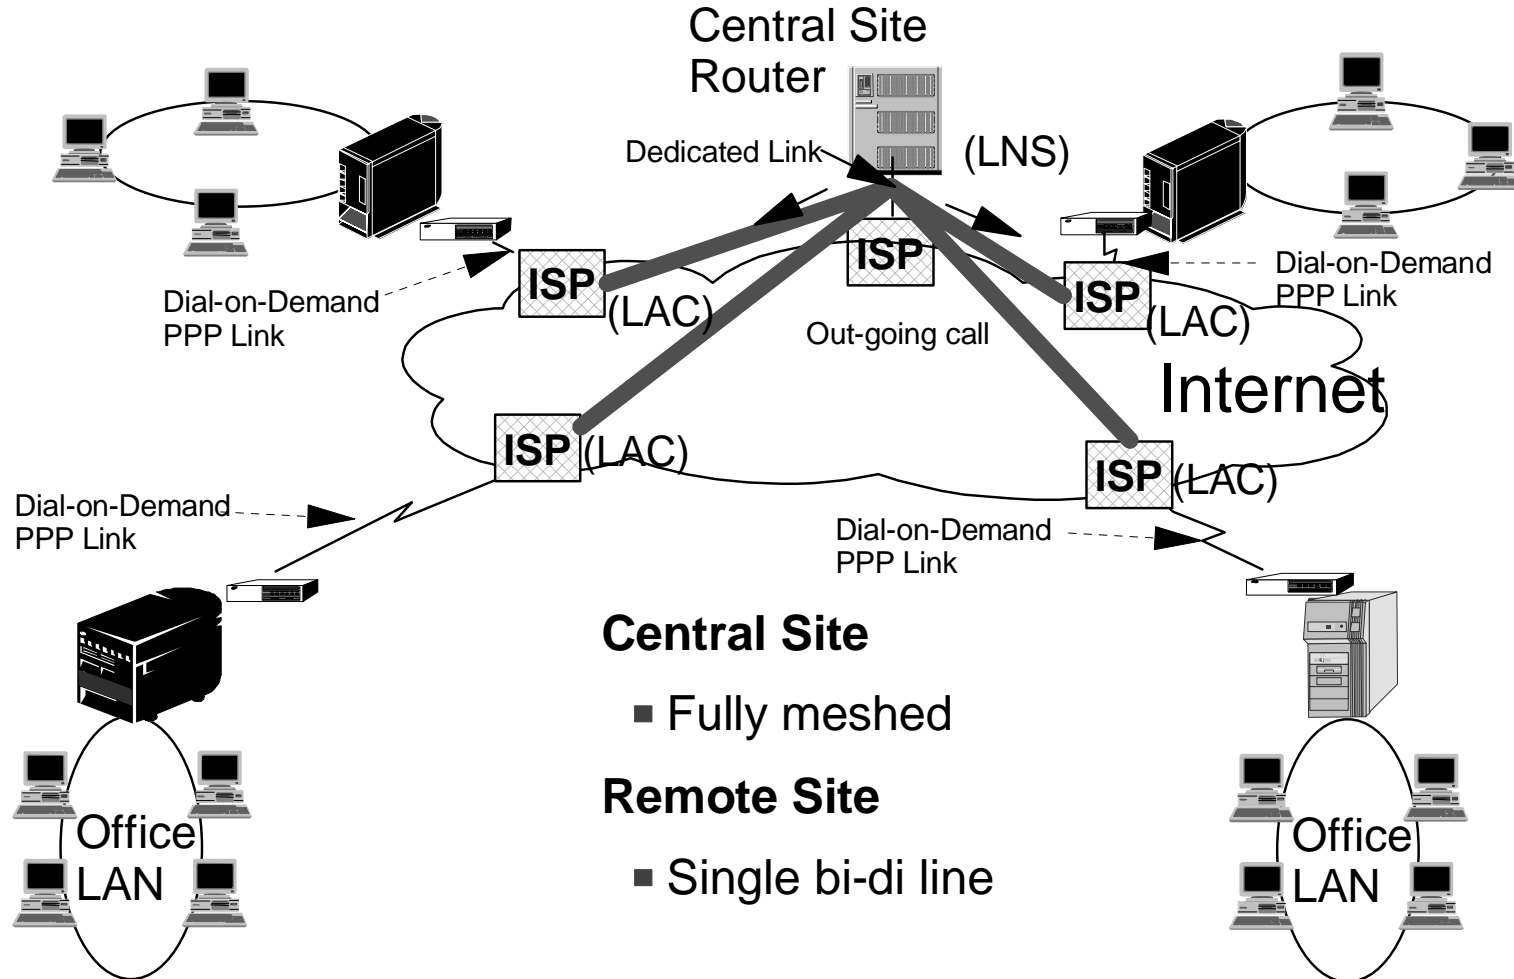 Central Site
Router
Dedicated Link
(LNS)
ISP
ISP
(LAC)
ISP
(LAC)
Dial-on-Demand
PPP Link
Dial-on-Demand
PPP Link
Out-going call
Internet
ISP
(LAC)
ISP
(LAC)
Dial-on-Demand
PPP Link
Dial-on-Demand
PPP Link
Central Site
▪ Fully meshed
Remote Site
▪ Single bi-di line
Office
LAN
Office
LAN